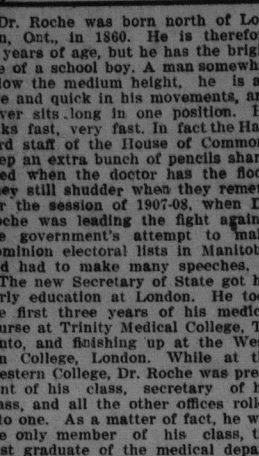 Dr. Roche was born north of Lo
n, Ont., in 1860. He is therefo
years of age, but he has the brig
e of a school boy. A man somewh
low the medium height, he is a
e and quick in his movements, a
ver sits long in one position. H
ks fast, very fast. In fact the Ha
rd staff of the House of Commo
ep an extra bunch of pencils shar
ed when the doctor has the floo
ey still shudder when they reme
r the session of 1907-08, when D
oche was leading the fight again
e government's attempt to mak
ominion electoral lists in Manitob
d had to make many speeches,
The new Secretary of State got h
rly education at London. He too
e first three years of his medic
urse at Trinity Medical College, T
nto, and finishing up at the We
n College, London. While at t
estern College, Dr. Roche was pre
nt of his class, secretary of h
ass, and all the other offices roll
to one. As a matter of fact, he w
e only member of his class, t
st graduate of the medical depa